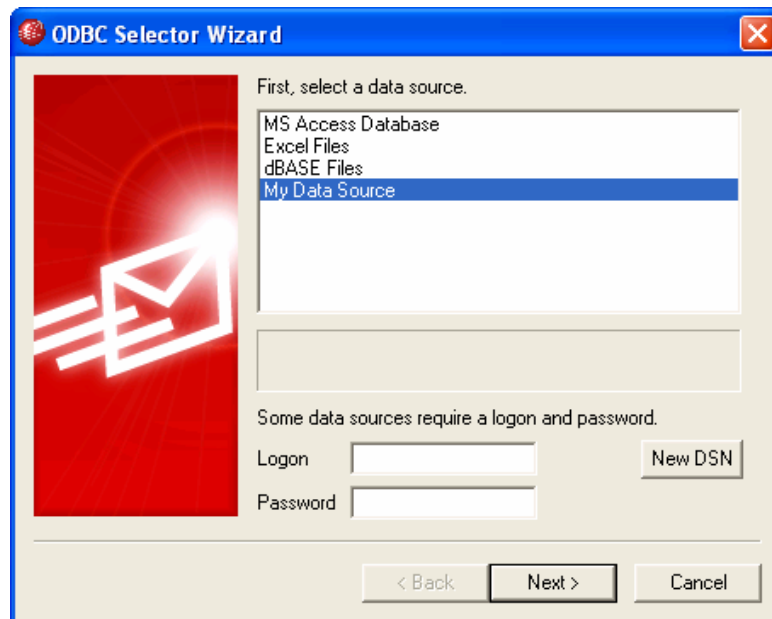 ODBC Selector Wizard
First, select a data source.
MS Access Database
Excel Files
dBASE Files
My Data Source
Some data sources require a logon and password.
Logon
New DSN
Password
< Back
Next >
Cancel